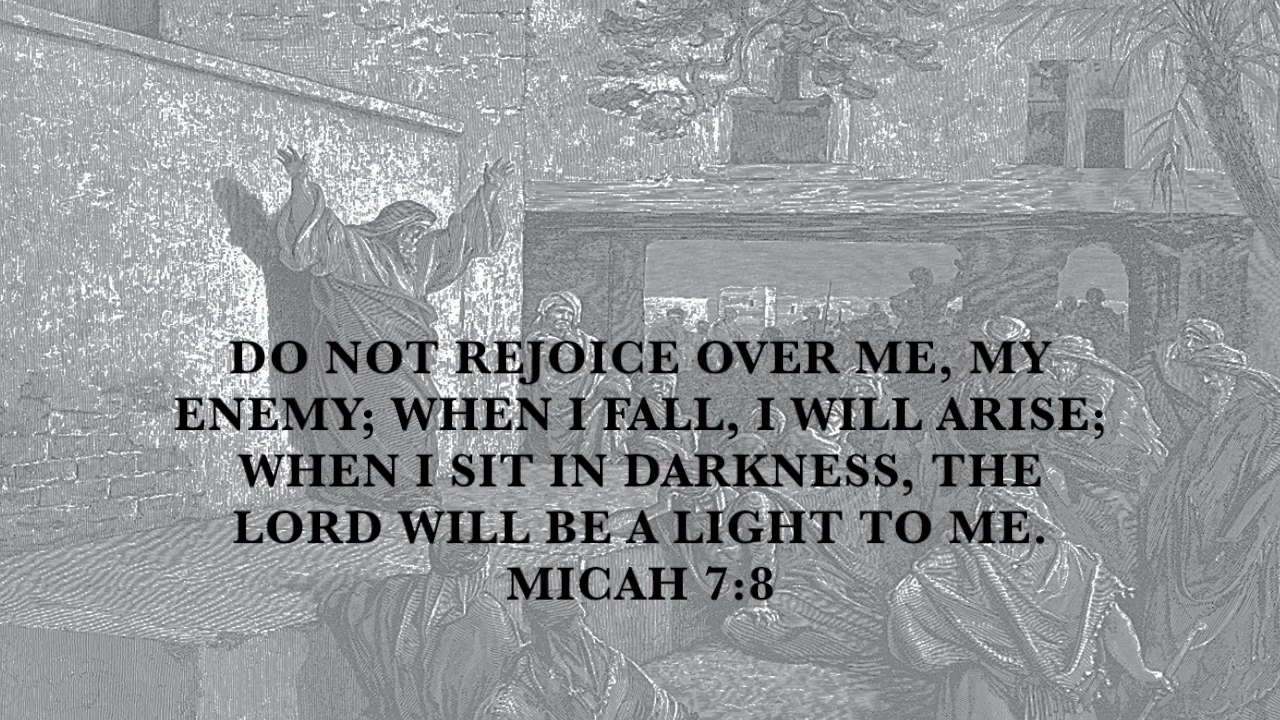 DO NOT REJOICE OVER ME, MY
ENEMY; WHEN I FALL, I WILL ARISE;
WHEN I SIT IN DARKNESS, THE
LORD WILL BE A LIGHT TO ME.
MICAH 7:8